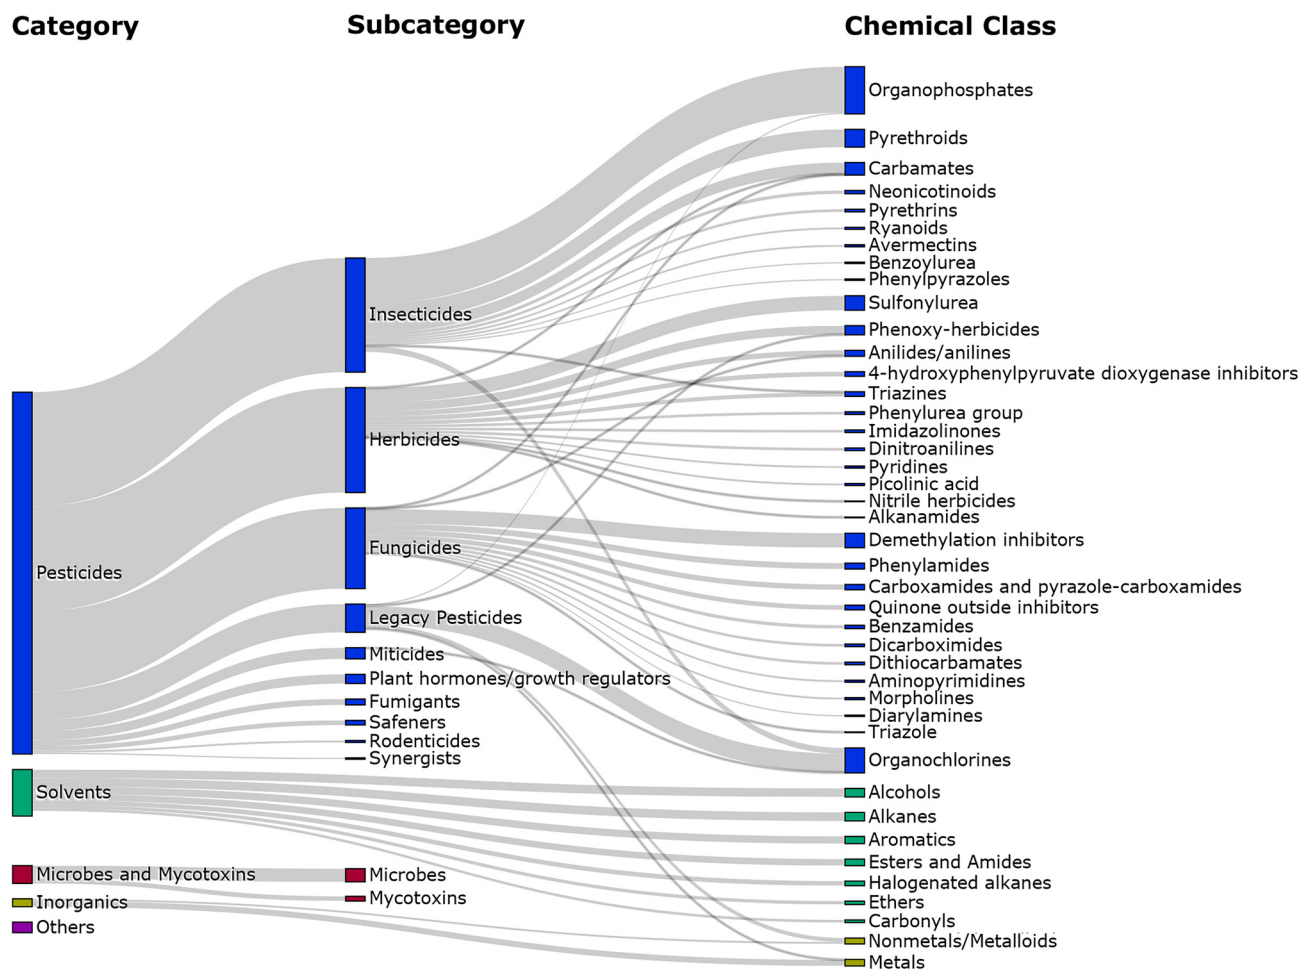 Category
Subcategory
Chemical Class
Pesticides
Solvents
Microbes and Mycotoxins
Inorganics
Others
Insecticides
Herbicides
Fungicides
Legacy Pesticides
Miticides
Plant hormones/growth regulators
Fumigants
Safeners
Rodenticides
Synergists
Microbes
Mycotoxins
Organophosphates
Pyrethroids
Carbamates
Neonicotinoids
Pyrethrins
Ryanoids
Avermectins
Benzoylurea
Phenylpyrazoles
Sulfonylurea
Phenoxy-herbicides
Anilides/anilines
4-hydroxyphenylpyruvate dioxygenase inhibitors
Triazines
Phenylurea group
Imidazolinones
Dinitroanilines
Pyridines
Picolinic acid
Nitrile herbicides
Alkanamides
Demethylation inhibitors
Phenylamides
Carboxamides and pyrazole-carboxamides
Quinone outside inhibitors
Benzamides
Dicarboximides
Dithiocarbamates
Aminopyrimidines
Morpholines
Diarylamines
Triazole
Organochlorines
Alcohols
Alkanes
Aromatics
Esters and Amides
Halogenated alkanes
Ethers
Carbonyls
Nonmetals/Metalloids
Metals